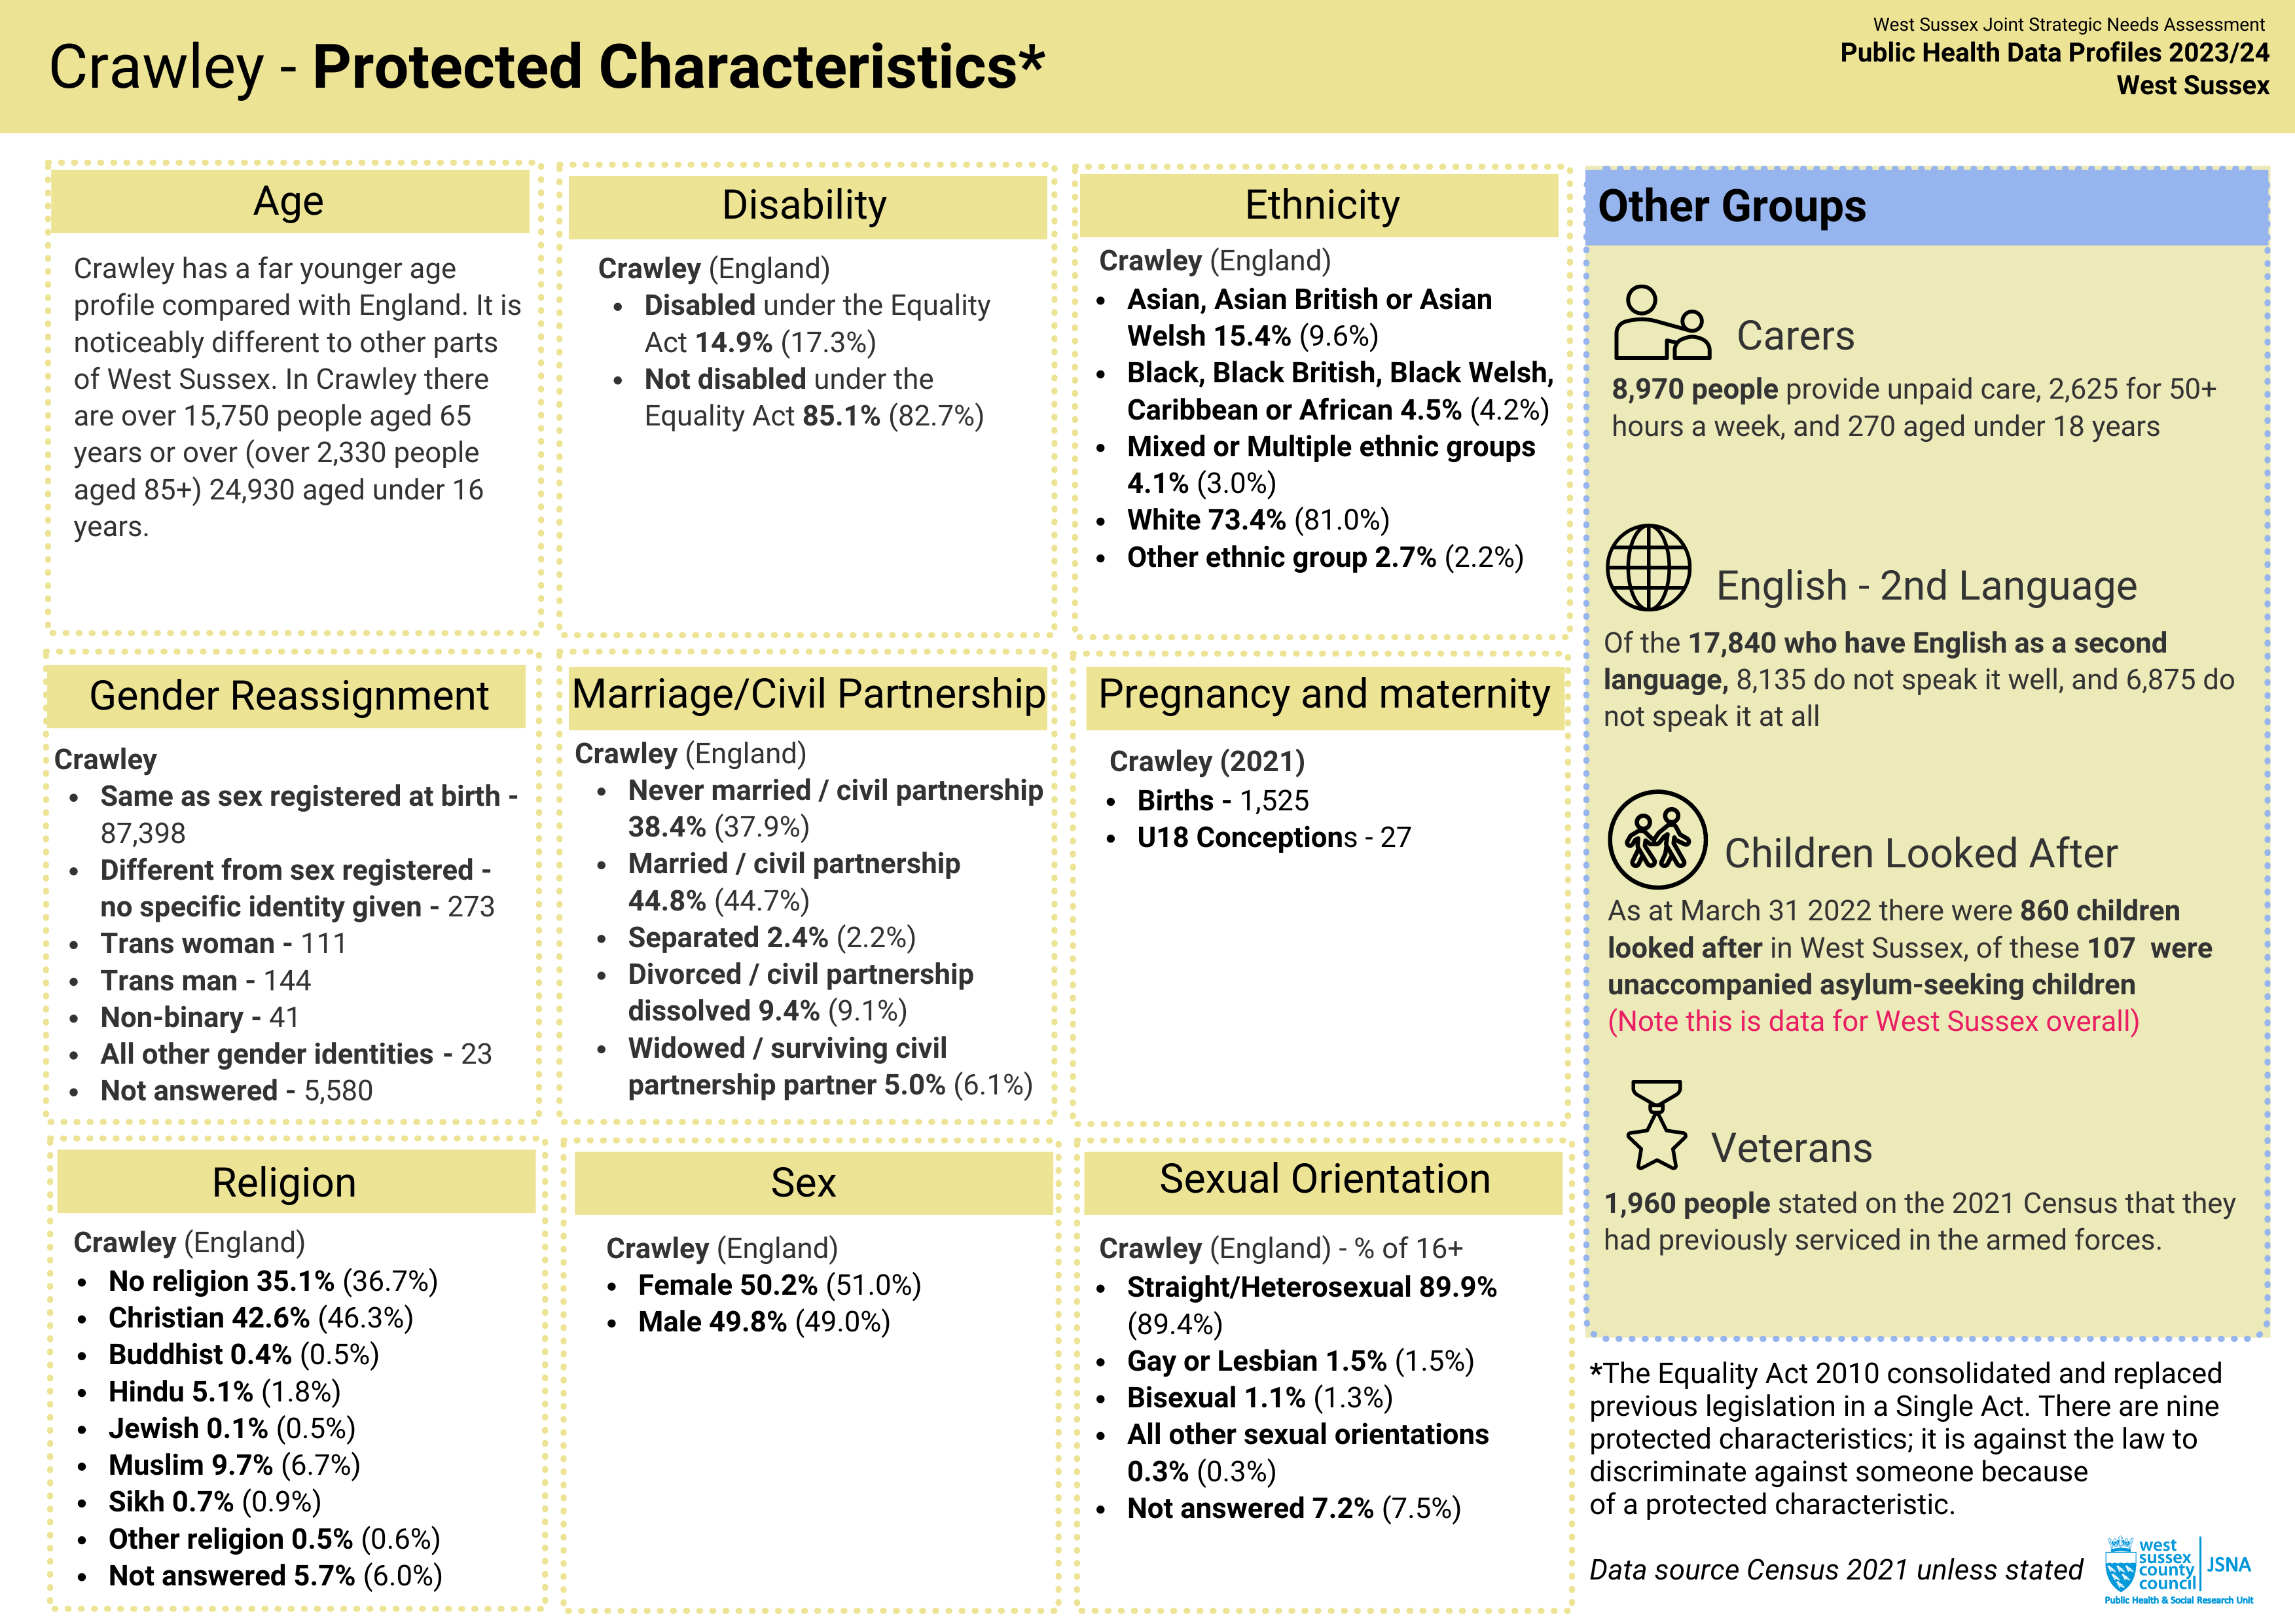 Crawley - Protected Characteristics*
West Sussex Joint Strategic Needs Assessment
Public Health Data Profiles 2023/24
West Sussex
Age
Crawley has a far younger age
profile compared with England. It is
noticeably different to other parts
of West Sussex. In Crawley there
are over 15,750 people aged 65
years or over (over 2,330 people
aged 85+) 24,930 aged under 16
years.
Disability
Crawley (England)
• Disabled under the Equality
Act 14.9% (17.3%)
• Not disabled under the
Equality Act 85.1% (82.7%)
Ethnicity
Crawley (England)
• Asian, Asian British or Asian
Welsh 15.4% (9.6%)
• Black, Black British, Black Welsh,
Caribbean or African 4.5% (4.2%)
• Mixed or Multiple ethnic groups
4.1% (3.0%)
• White 73.4% (81.0%)
• Other ethnic group 2.7% (2.2%)
Gender Reassignment
Crawley
• Same as sex registered at birth -
87,398
• Different from sex registered -
no specific identity given - 273
• Trans woman - 111
• Trans man - 144
• Non-binary - 41
• All other gender identities - 23
• Not answered - 5,580
Marriage/Civil Partnership
Crawley (England)
• Never married / civil partnership
38.4% (37.9%)
• Married / civil partnership
44.8% (44.7%)
• Separated 2.4% (2.2%)
• Divorced / civil partnership
dissolved 9.4% (9.1%)
• Widowed / surviving civil
partnership partner 5.0% (6.1%)
Pregnancy and maternity
Crawley (2021)
• Births - 1,525
• U18 Conceptions - 27
Religion
Crawley (England)
• No religion 35.1% (36.7%)
• Christian 42.6% (46.3%)
• Buddhist 0.4% (0.5%)
• Hindu 5.1% (1.8%)
• Jewish 0.1% (0.5%)
• Muslim 9.7% (6.7%)
• Sikh 0.7% (0.9%)
• Other religion 0.5% (0.6%)
• Not answered 5.7% (6.0%)
Sex
Crawley (England)
• Female 50.2% (51.0%)
• Male 49.8% (49.0%)
Sexual Orientation
Crawley (England) - % of 16+
• Straight/Heterosexual 89.9%
(89.4%)
• Gay or Lesbian 1.5% (1.5%)
• Bisexual 1.1% (1.3%)
• All other sexual orientations
0.3% (0.3%)
• Not answered 7.2% (7.5%)
Other Groups
Carers
8,970 people provide unpaid care, 2,625 for 50+
hours a week, and 270 aged under 18 years
English - 2nd Language
Of the 17,840 who have English as a second
language, 8,135 do not speak it well, and 6,875 do
not speak it at all
Children Looked After
As at March 31 2022 there were 860 children
looked after in West Sussex, of these 107 were
unaccompanied asylum-seeking children
(Note this is data for West Sussex overall)
Veterans
1,960 people stated on the 2021 Census that they
had previously serviced in the armed forces.
*The Equality Act 2010 consolidated and replaced
previous legislation in a Single Act. There are nine
protected characteristics; it is against the law to
discriminate against someone because
of a protected characteristic.
Data source Census 2021 unless stated
west
sussex
county
council
JSNA
Public Health & Social Research Unit